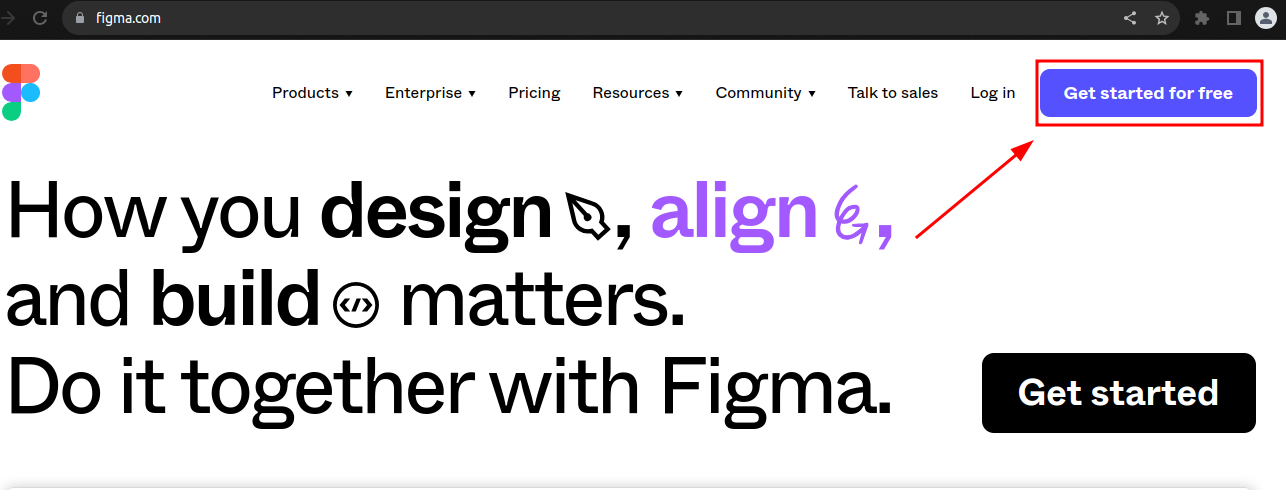 figma.com
Products Enterprise Pricing Resources Community Talk to sales Log in Get started for free
How you design, align,
and build matters.
Do it together with Figma.
Get started